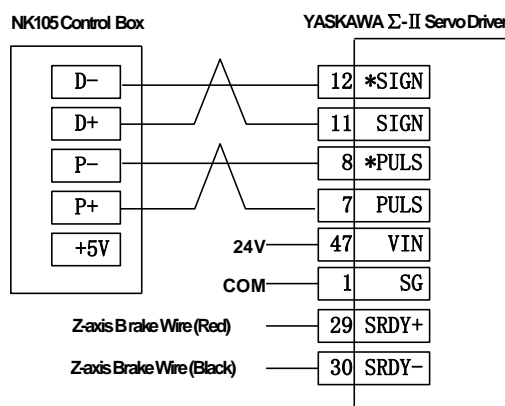 NK105 Control Box
YASKAWA Σ-II Servo Driver
D- 12 *SIGN
D+ 11 SIGN
P- 8 *PULS
P+ 7 PULS
+5V 24V 47 VIN
COM 1 SG
Z-axis Brake Wire(Red) 29 SRDY+
Z-axis Brake Wire(Black) 30 SRDY-